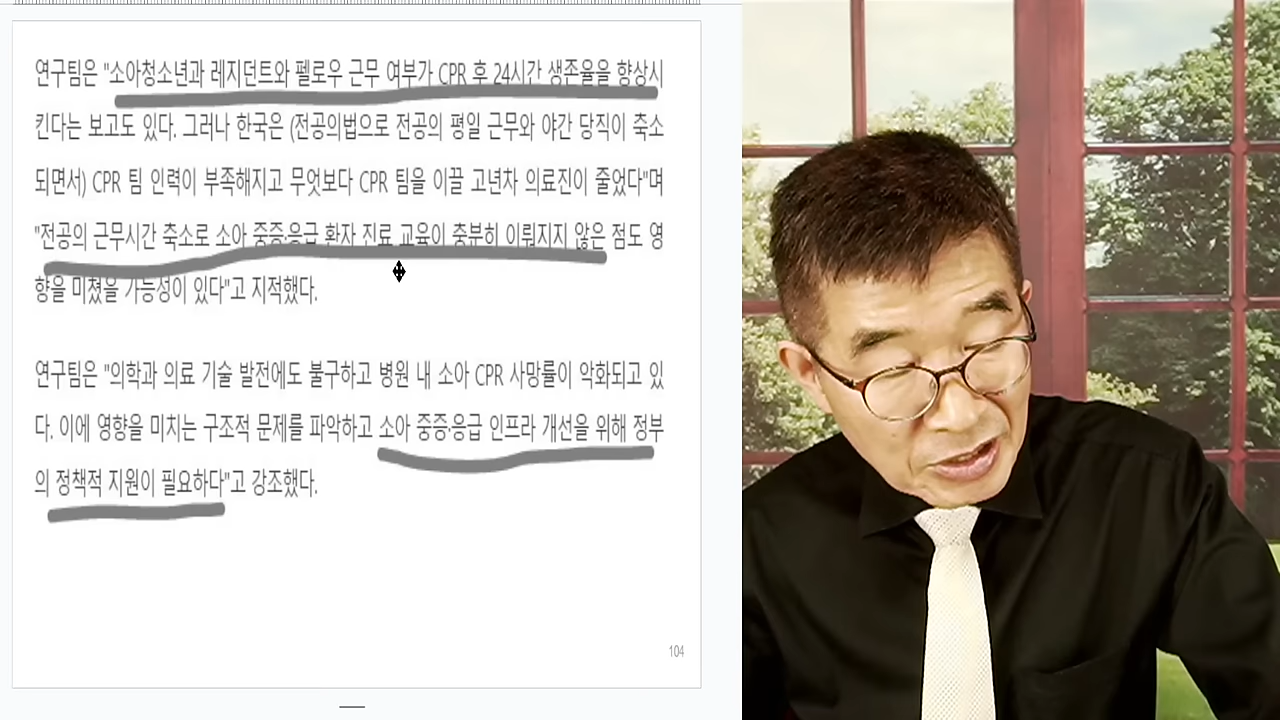 연구팀은 "소아청소년과 레지던트와 펠로우 근무 여부가 CPR 후 24시간 생존율을 향상시
킨다는 보고도 있다. 그러나 한국은 (전공의법으로 전공의 평일 근무와 야간 당직이 축소
되면서) CPR 팀 인력이 부족해지고 무엇보다 CPR 팀을 이끌 고년차 의료진이 줄었다"며
"전공의 근무시간 축소로 소아 중증·응급 환자 진료 교육이 충분히 이뤄지지 않은 점도 영
향을 미쳤을 가능성이 있다"고 지적했다.
연구팀은 "의학과 의료 기술 발전에도 불구하고 병원 내 소아 CPR 사망률이 악화되고 있
다. 이에 영향을 미치는 구조적 문제를 파악하고 소아 중증·응급 인프라 개선을 위해 정부
의 정책적 지원이 필요하다"고 강조했다.
104